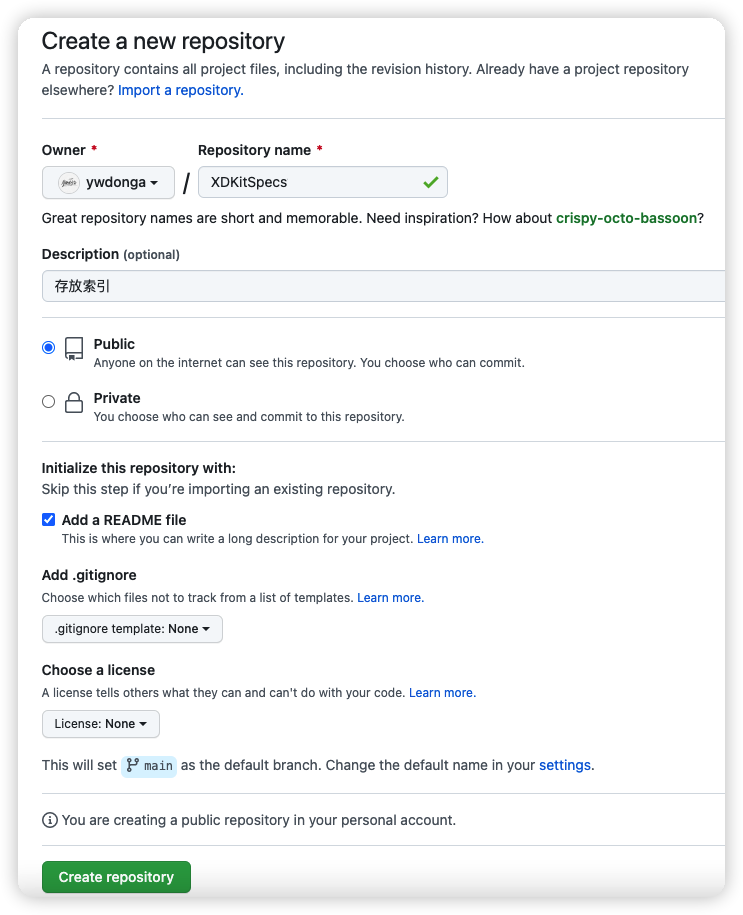 Create a new repository
A repository contains all project files, including the revision history. Already have a project repository
elsewhere? Import a repository.
Owner * Repository name *
ywdonga / XDKitSpecs
Great repository names are short and memorable. Need inspiration? How about crispy-octo-bassoon?
Description (optional)
存放索引
Public
Anyone on the internet can see this repository. You choose who can commit.
Private
You choose who can see and commit to this repository.
Initialize this repository with:
Skip this step if you’re importing an existing repository.
Add a README file
This is where you can write a long description for your project. Learn more.
Add .gitignore
Choose which files not to track from a list of templates. Learn more.
.gitignore template: None
Choose a license
A license tells others what they can and can't do with your code. Learn more.
License: None
This will set main as the default branch. Change the default name in your settings.
You are creating a public repository in your personal account.
Create repository